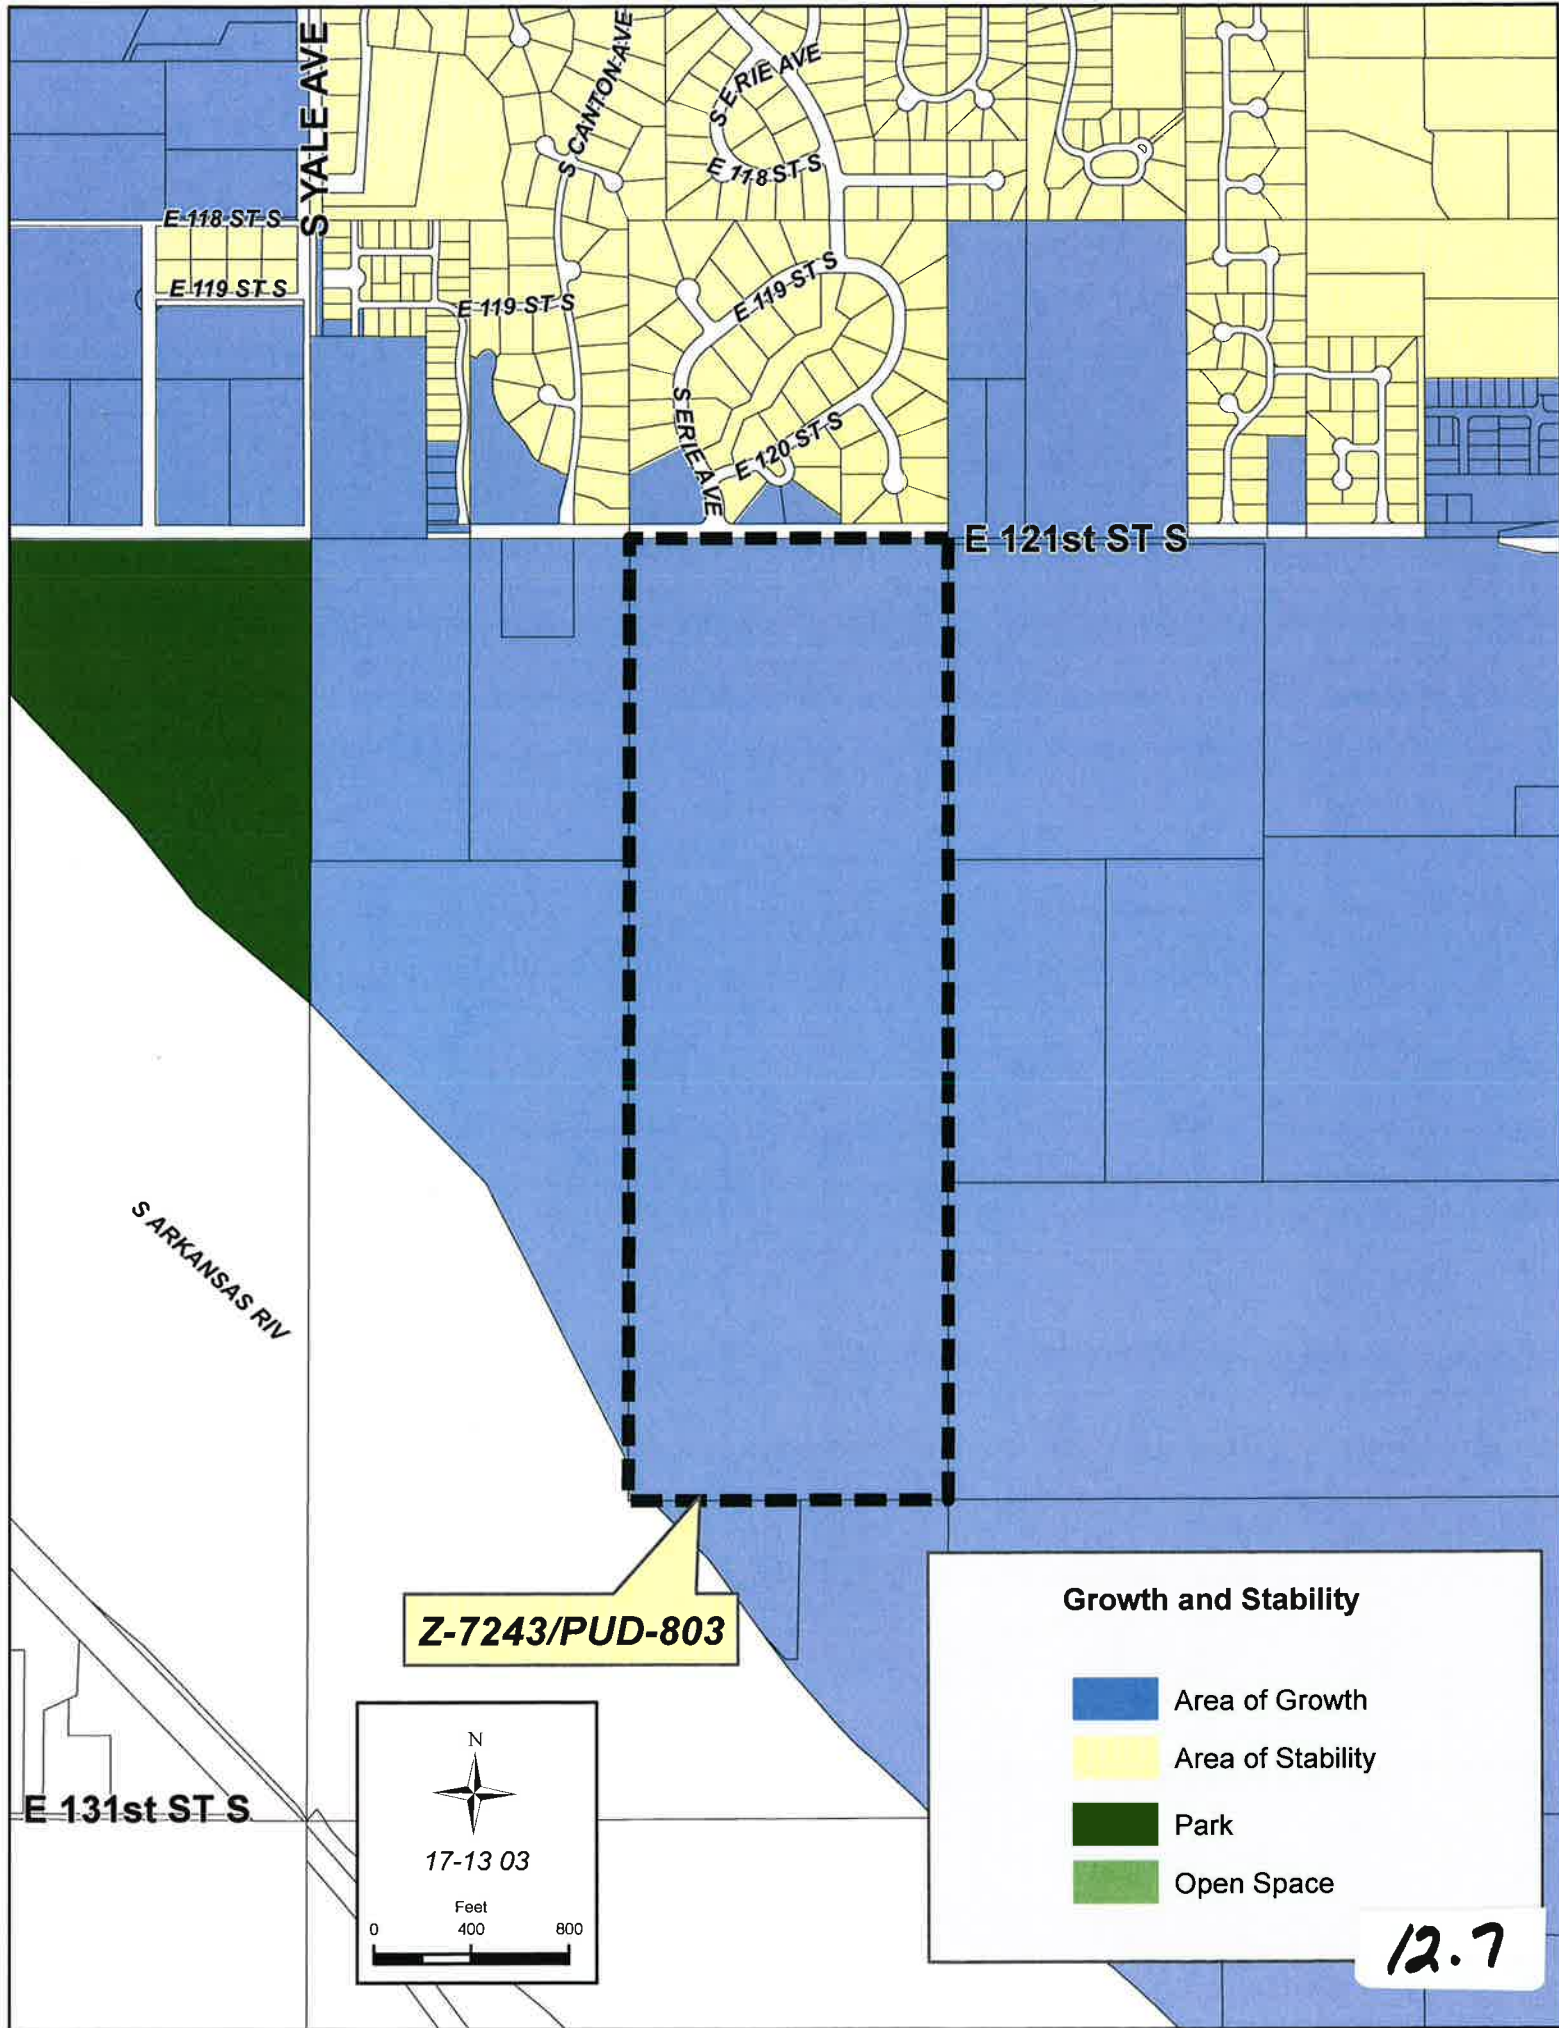 S YALE AVE
S CANTON AVE
S ERIE AVE
E 118 ST S
E 118 ST S
E 119 ST S
E 119 ST S
E 119 ST S
S ERIE AVE
E 120 ST S
E 121st ST S
S ARKANSAS RIV
Z-7243/PUD-803
E 131st ST S
N
17-13 03
Feet
0 400 800
Growth and Stability
Area of Growth
Area of Stability
Park
Open Space
12.7